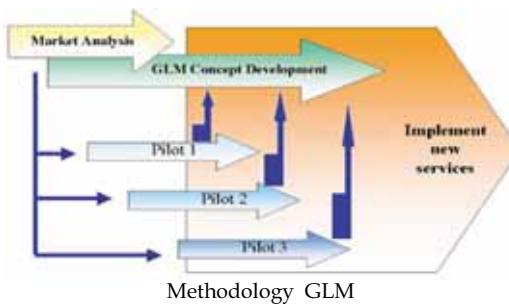 Market Analysis
GLM Concept Development
Pilot 1
Pilot 2
Pilot 3
Implement
new
services
Methodology GLM